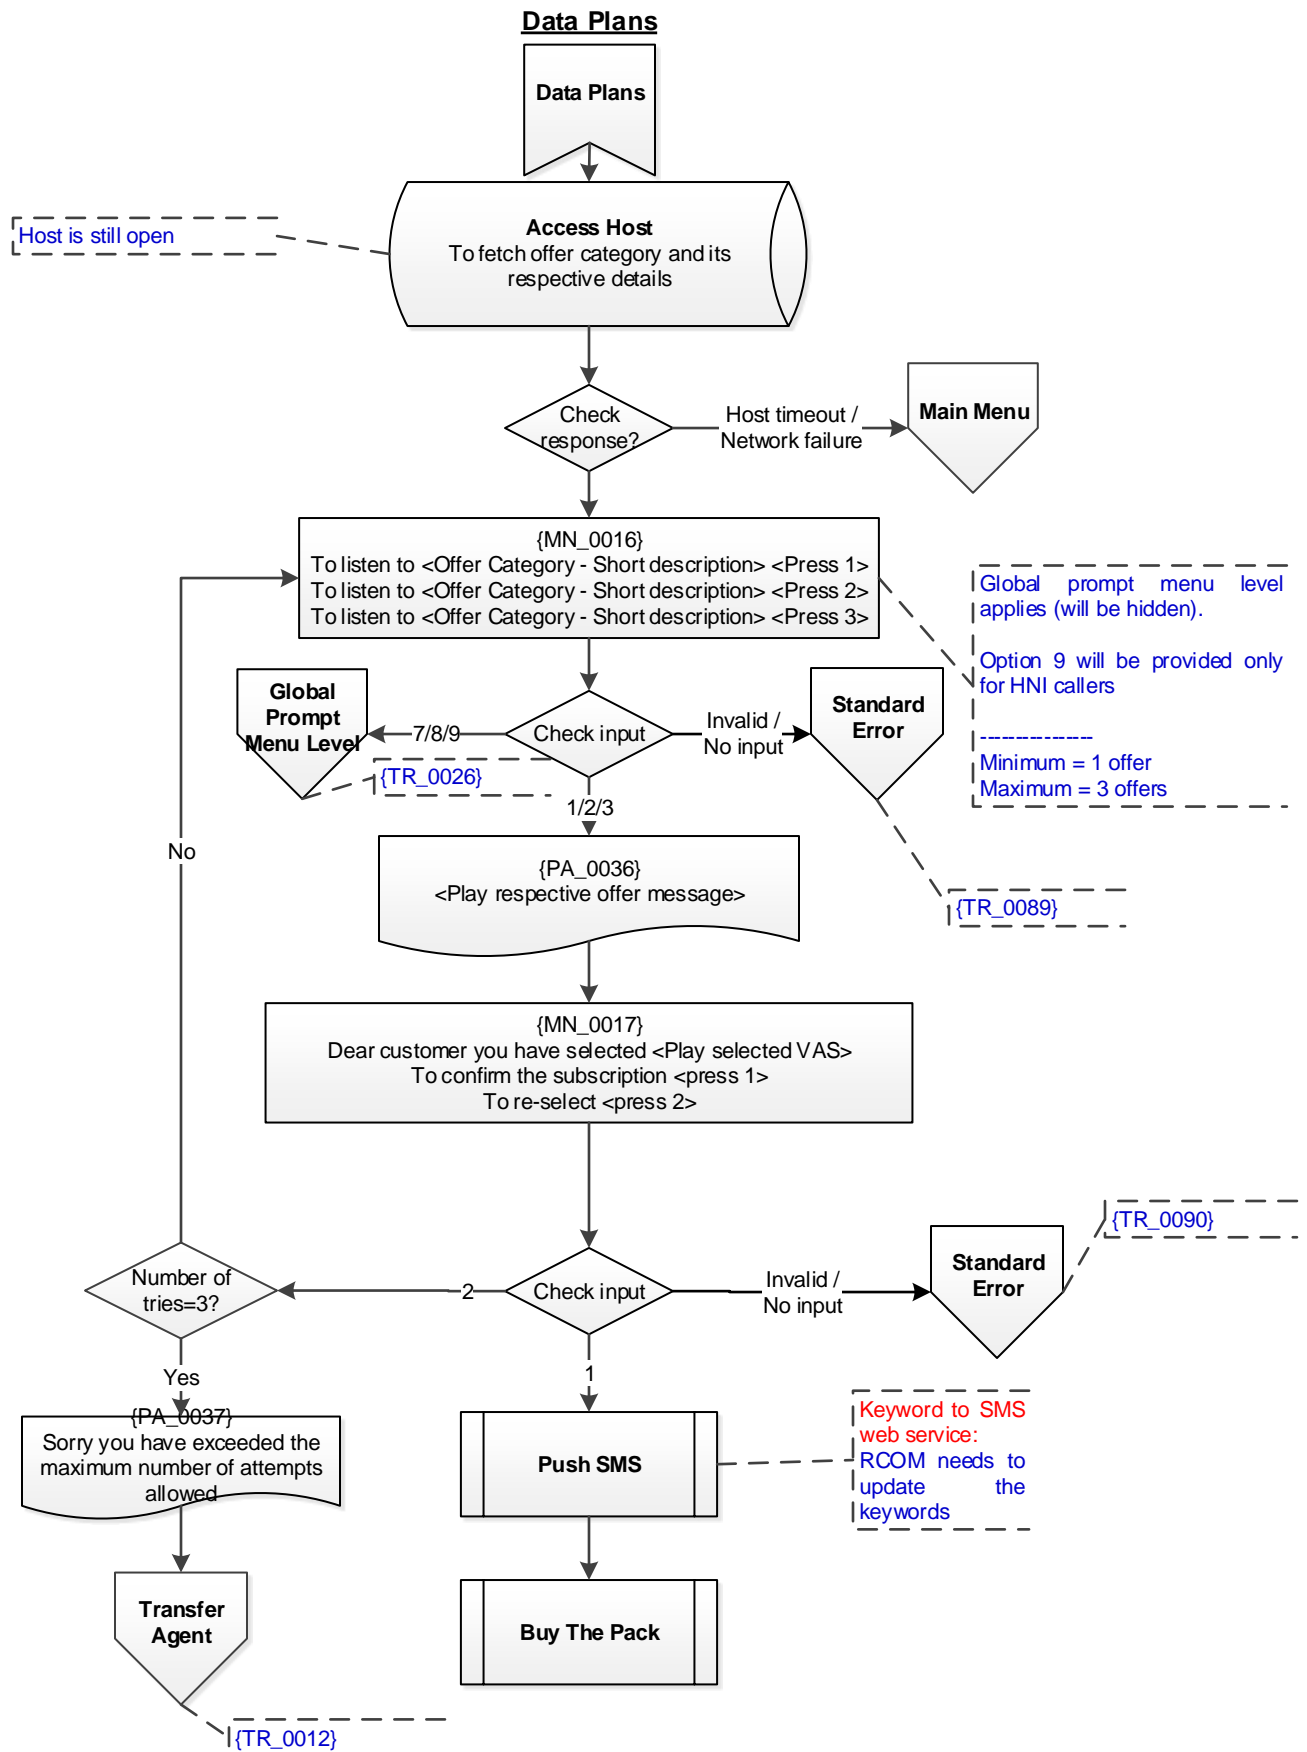 Data Plans
Data Plans
Access Host
To fetch offer category and its
respective details
Host is still open
Check
response?
Host timeout /
Network failure
Main Menu
{MN_0016}
To listen to <Offer Category - Short description> <Press 1>
To listen to <Offer Category - Short description> <Press 2>
To listen to <Offer Category - Short description> <Press 3>
Global prompt menu level
applies (will be hidden).
Option 9 will be provided only
for HNI callers
----------------
Minimum = 1 offer
Maximum = 3 offers
Global
Prompt
Menu Level
7/8/9
Check input
Invalid /
No input
Standard
Error
{TR_0026}
1/2/3
No
{PA_0036}
<Play respective offer message>
{TR_0089}
{MN_0017}
Dear customer you have selected <Play selected VAS>
To confirm the subscription <press 1>
To re-select <press 2>
{TR_0090}
Number of
tries=3?
2
Check input
Invalid /
No input
Standard
Error
Yes
1
{PA_0037}
Sorry you have exceeded the
maximum number of attempts
allowed
Push SMS
Keyword to SMS
web service:
RCOM needs to
update the
keywords
Transfer
Agent
Buy The Pack
{TR_0012}